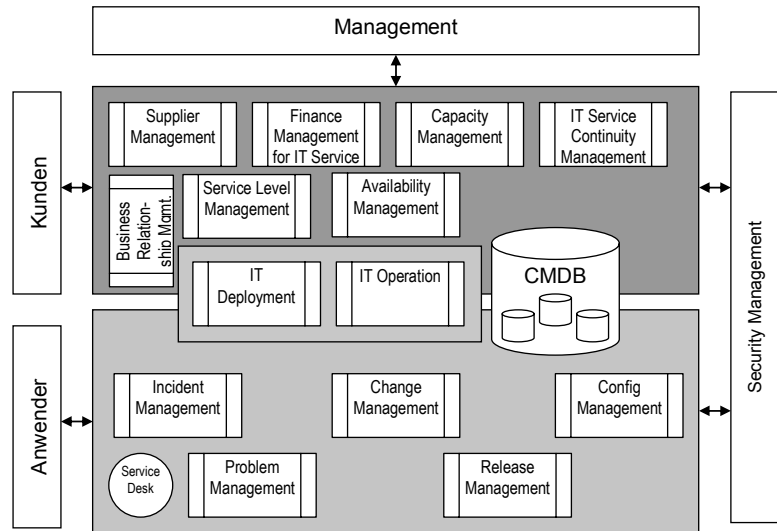 Management
Kunden
Supplier
Management
Finance
Management
for IT Service
Capacity
Management
IT Service
Continuity
Management
Business
Relation-
ship Mgmt.
Service Level
Management
Availability
Management
IT
Deployment
IT Operation
CMDB
Security Management
Anwender
Incident
Management
Change
Management
Config
Management
Service
Desk
Problem
Management
Release
Management